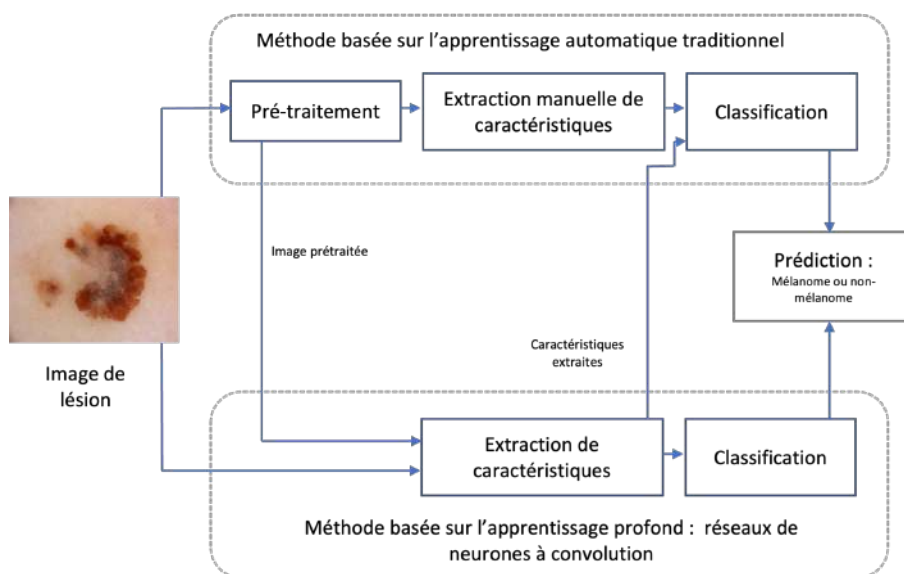 Méthode basée sur l'apprentissage automatique traditionnel
Pré-traitement
Extraction manuelle de
caractéristiques
Classification
Image prétraitée
Prédiction :
Mélanome ou non-
mélanome
Caractéristiques
extraites
Image de
lésion
Extraction de
caractéristiques
Classification
Méthode basée sur l'apprentissage profond : réseaux de
neurones à convolution